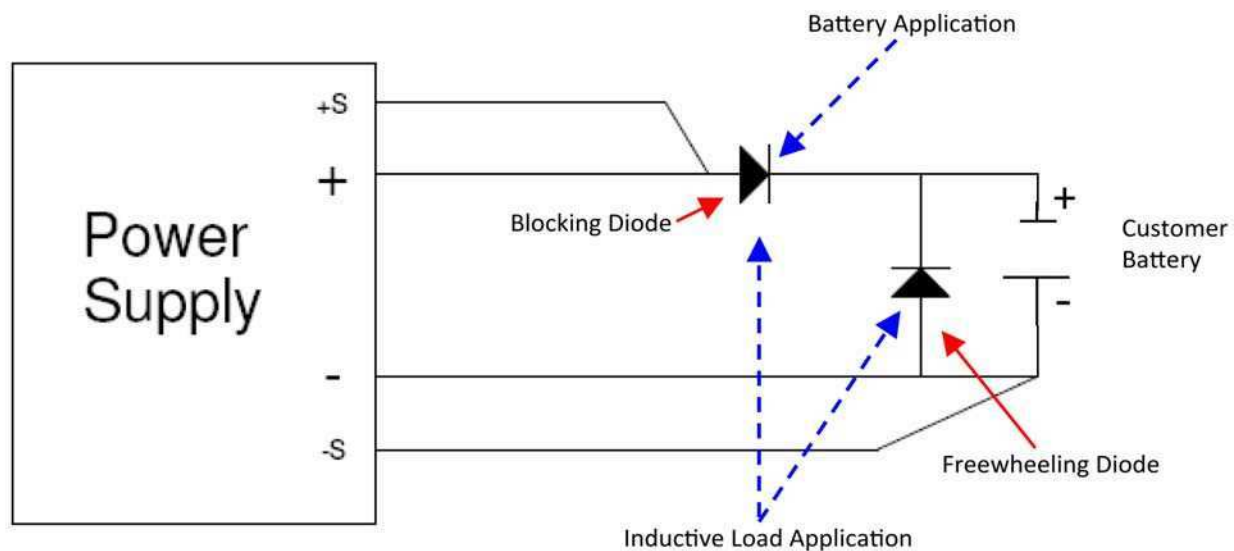 Battery Application
+S
+
Blocking Diode
Power
Supply
+
Customer
Battery
-
-
-S
Freewheeling Diode
Inductive Load Application